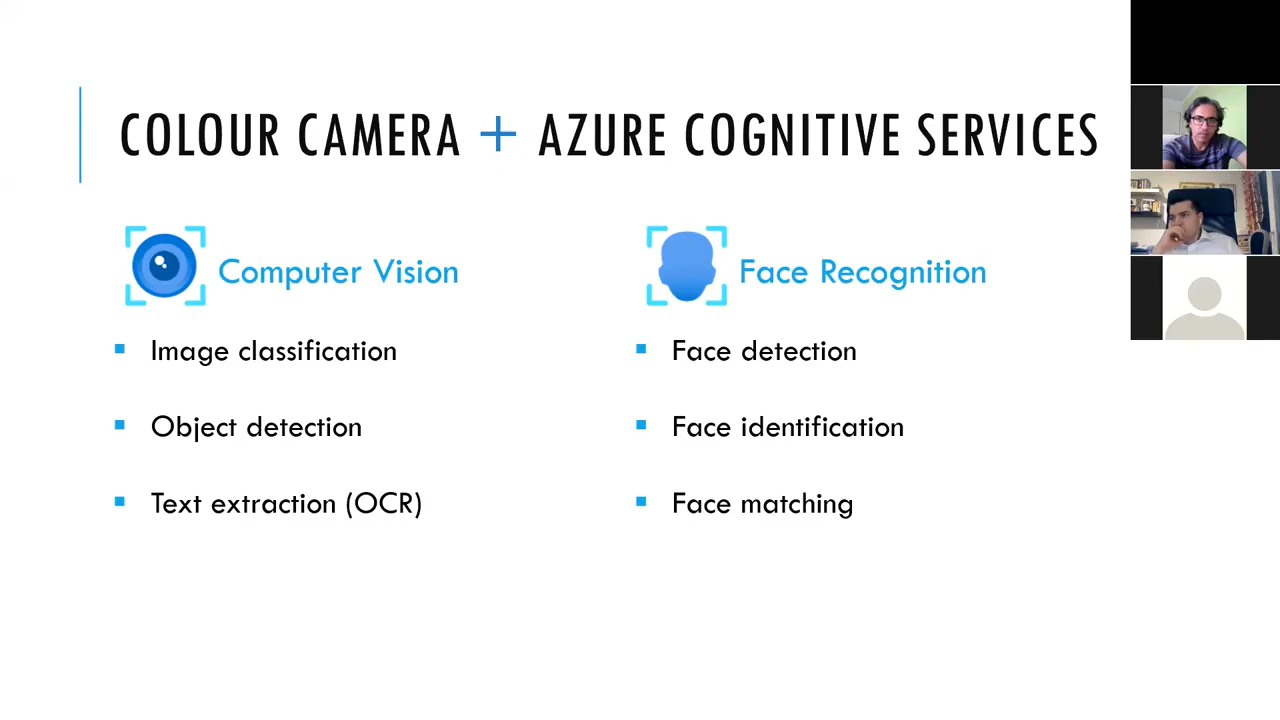 COLOUR CAMERA + AZURE COGNITIVE SERVICES
Computer Vision
Image classification
Object detection
Text extraction (OCR)
Face Recognition
Face detection
Face identification
Face matching